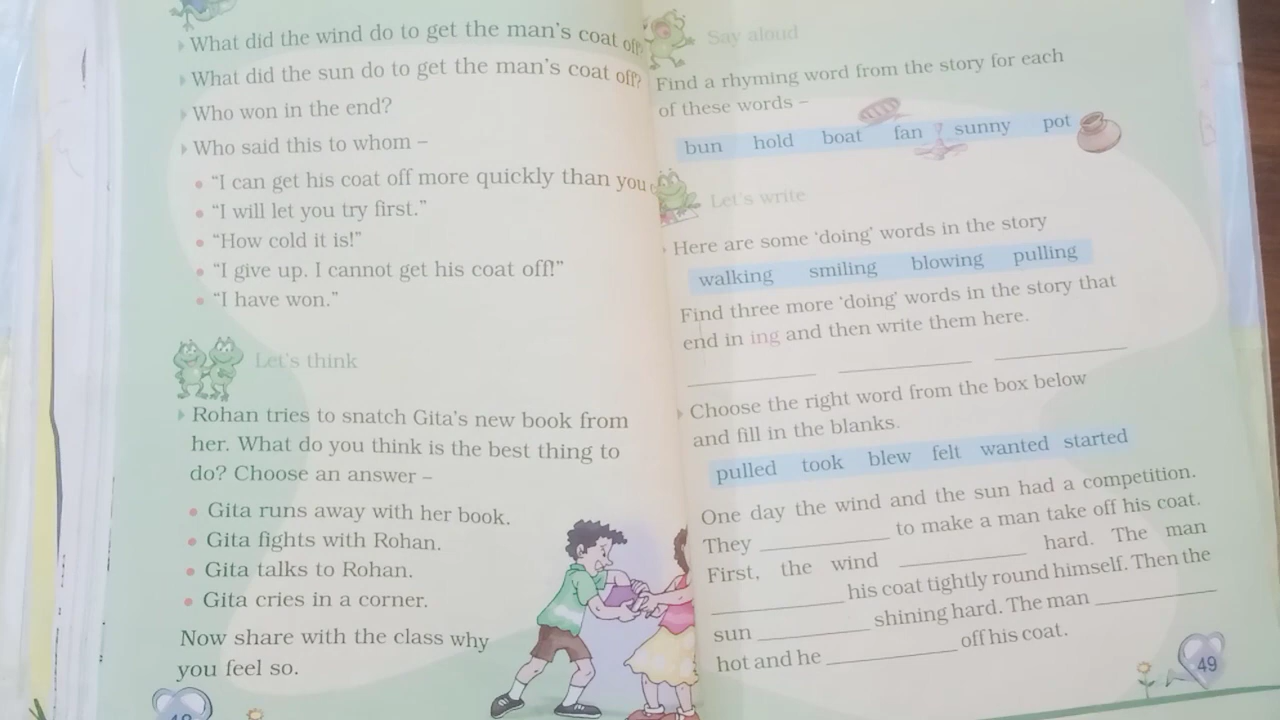 What did the wind do to get the man's coat off?
What did the sun do to get the man's coat off?
Who won in the end?
Who said this to whom –
"I can get his coat off more quickly than you
"I will let you try first."
"How cold it is!"
"I give up. I cannot get his coat off!"
"I have won."
Let's think
Rohan tries to snatch Gita's new book from
her. What do you think is the best thing to
do? Choose an answer –
Gita runs away with her book.
Gita fights with Rohan.
Gita talks to Rohan.
Gita cries in a corner.
Now share with the class why
you feel so.
Say aloud
Find a rhyming word from the story for each
of these words –
bun hold boat fan sunny pot
Let's write
Here are some 'doing' words in the story
walking smiling blowing pulling
Find three more 'doing' words in the story that
end in ing and then write them here.
Choose the right word from the box below
and fill in the blanks.
pulled took blew felt wanted started
One day the wind and the sun had a competition.
They ____________ to make a man take off his coat.
First, the wind ____________ hard. The man
____________ his coat tightly round himself. Then the
sun ____________ shining hard. The man ____________
hot and he ____________ off his coat.
49